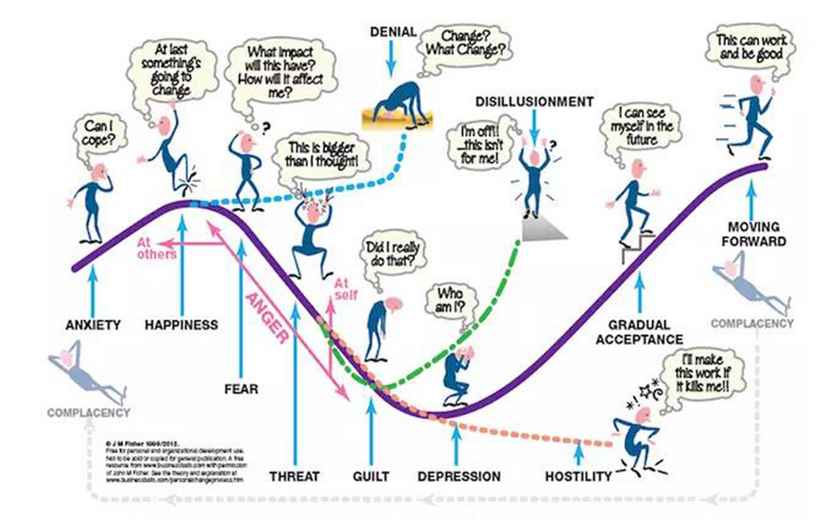 DENIAL
Change?
What Change?
At last
something's
going to
change
What impact
will this have?
How will it affect
me?
This can work
and be good
Can I
cope?
?
This is bigger
than I thought!
DISILLUSIONMENT
I'm off!!
...this isn't
for me!
?
I can see
myself in the
future
At
others
Did I really
do that?
At
self
ANGER
Who
am I?
MOVING
FORWARD
ANXIETY
HAPPINESS
GRADUAL
ACCEPTANCE
COMPLACENCY
FEAR
I'll make
this work if
it kills me!!
COMPLACENCY
© J M Fisher 1999/2012.
Free for personal and organizational development use.
Not to be sold or copied for general publication. A free
resource from www.businessballs.com with permission
of John M Fisher. See the theory and explanation at
www.businessballs.com/personalchangeprocess.htm
THREAT
GUILT
DEPRESSION
HOSTILITY